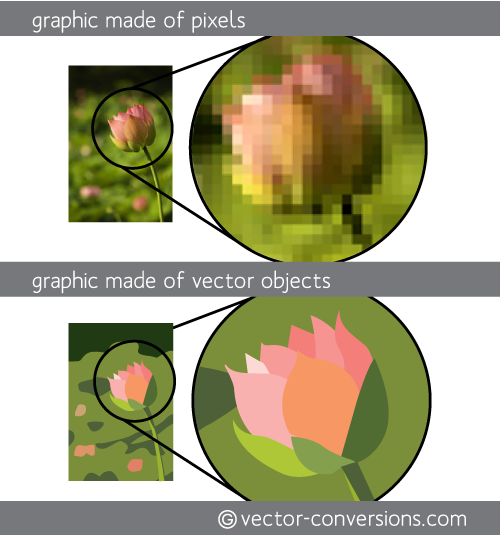 graphic made of pixels
graphic made of vector objects
vector-conversions.com